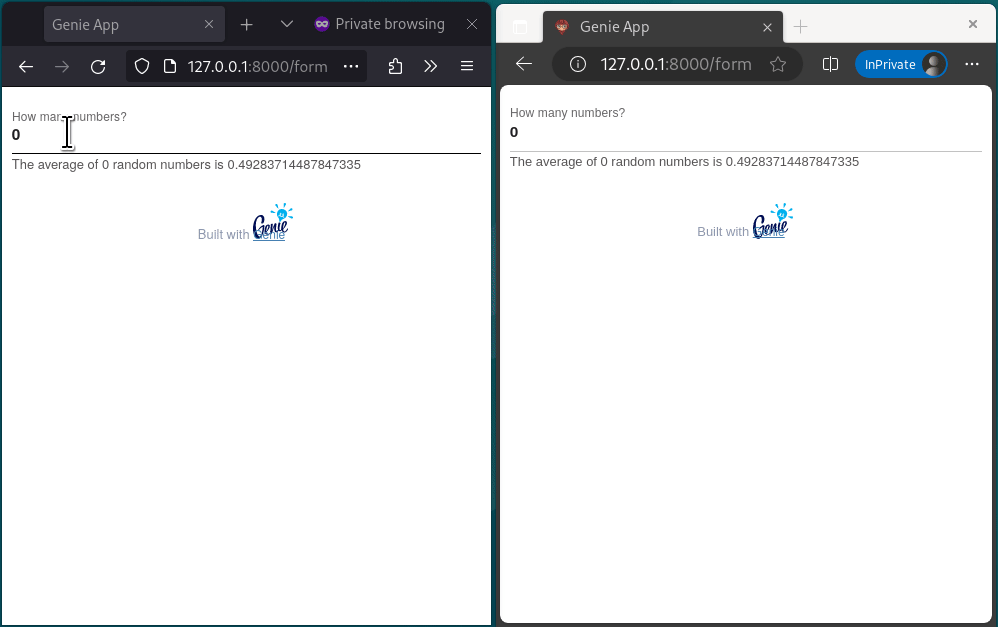 Genie App
Private browsing
127.0.0.1:8000/form
How many numbers?
0
The average of 0 random numbers is 0.49283714487847335
Genie
Built with Genie
Genie App
127.0.0.1:8000/form
InPrivate
How many numbers?
0
The average of 0 random numbers is 0.49283714487847335
Genie
Built with Genie